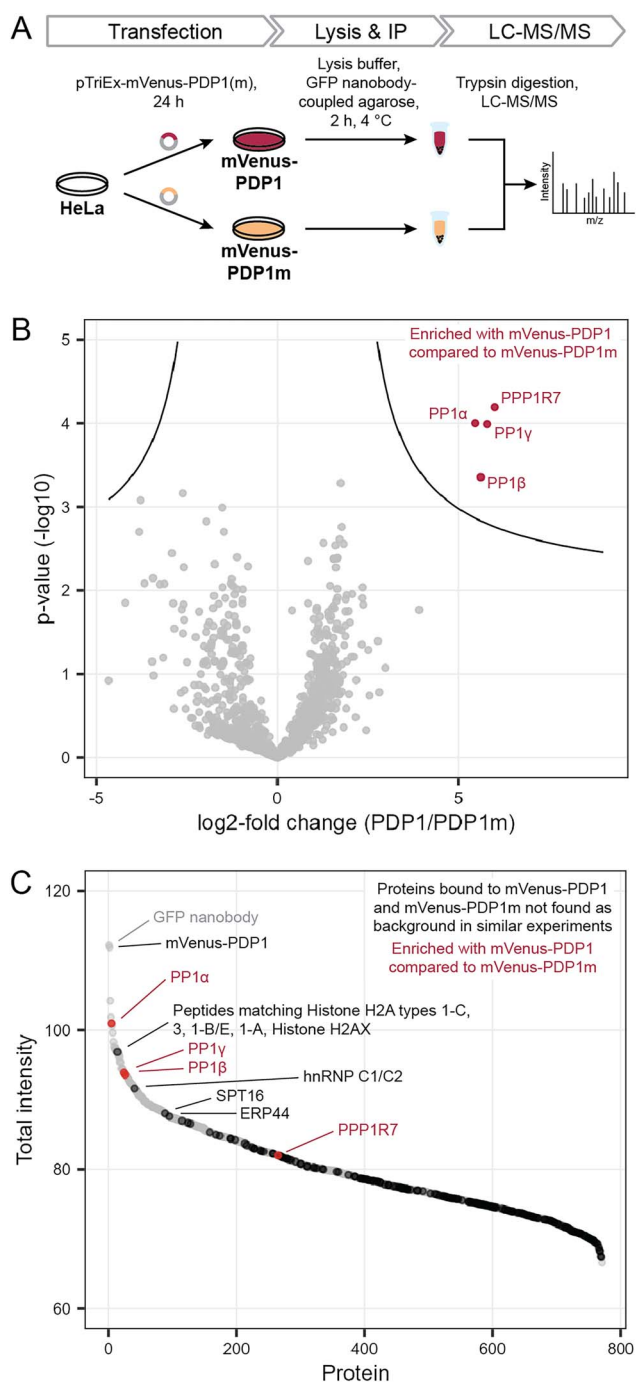 A
Transfection
Lysis & IP
LC-MS/MS
pTriEx-mVenus-PDP1(m),
24 h
Lysis buffer,
GFP nanobody-
coupled agarose,
2 h, 4 °C
Trypsin digestion,
LC-MS/MS
HeLa
mVenus-
PDP1
mVenus-
PDP1m
Intensity
m/z
B
Enriched with mVenus-PDP1
compared to mVenus-PDP1m
PPP1R7
PP1α
PP1γ
PP1β
5
4
3
2
1
0
p-value (-log10)
-5
0
5
log2-fold change (PDP1/PDP1m)
C
Proteins bound to mVenus-PDP1
and mVenus-PDP1m not found as
background in similar experiments
Enriched with mVenus-PDP1
compared to mVenus-PDP1m
GFP nanobody
mVenus-PDP1
PP1α
Peptides matching Histone H2A types 1-C,
3, 1-B/E, 1-A, Histone H2AX
PP1γ
PP1β
hnRNP C1/C2
SPT16
ERP44
PPP1R7
120
100
80
60
Total intensity
0
200
400
600
800
Protein